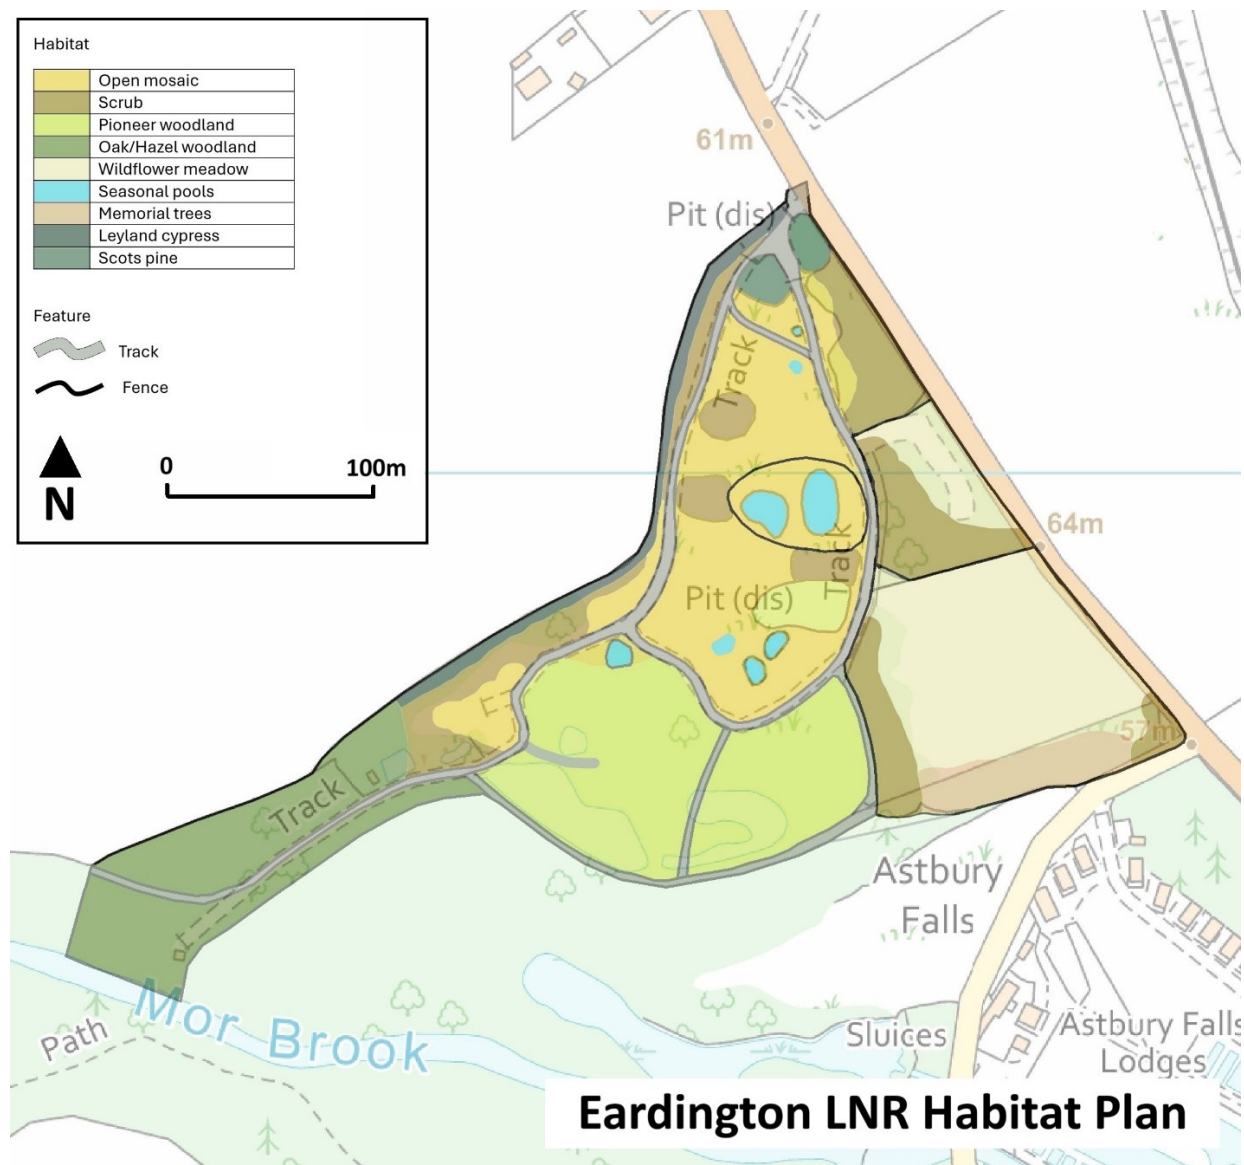 Habitat
Open mosaic
Scrub
Pioneer woodland
Oak/Hazel woodland
Wildflower meadow
Seasonal pools
Memorial trees
Leyland cypress
Scots pine
Feature
Track
Fence
0 100m
N
61m
Pit (dis)
Track
64m
Track
Pit (dis)
57m
Track
Astbury
Falls
Mor Brook
Path
Sluices
Astbury Falls
Lodges
Eardington LNR Habitat Plan